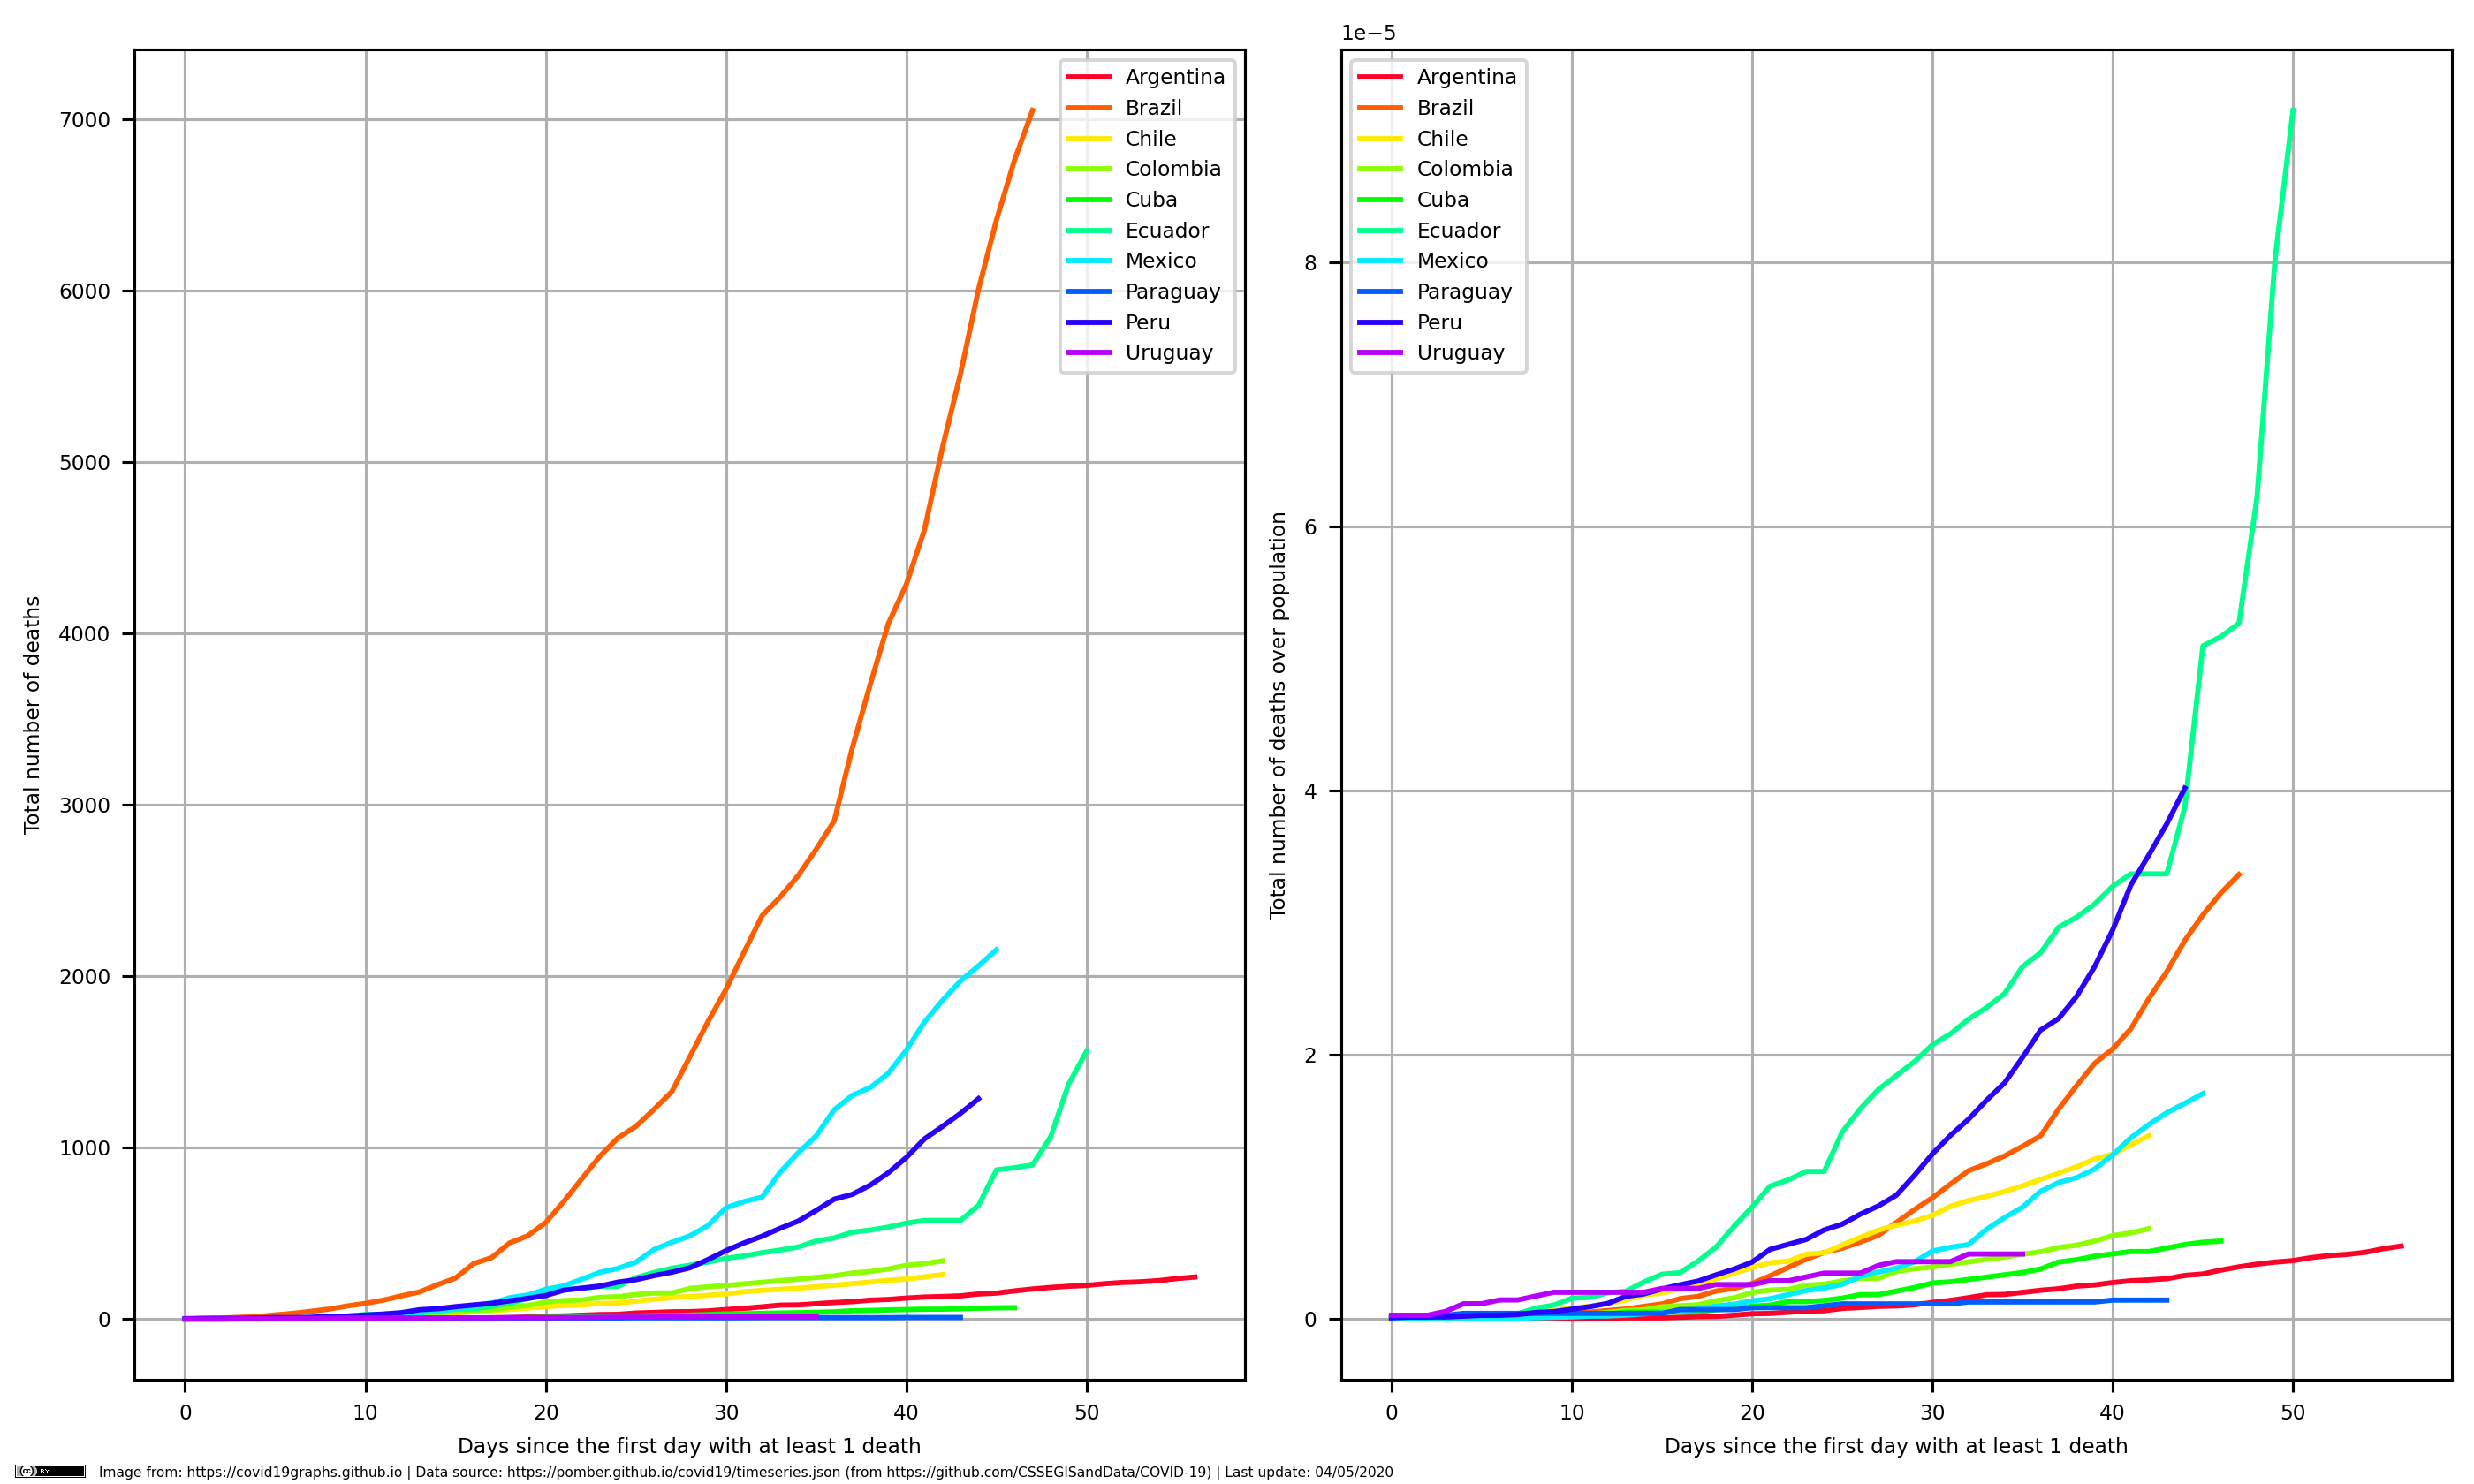 7000
6000
5000
4000
3000
2000
1000
0
Total number of deaths
0 10 20 30 40 50
Days since the first day with at least 1 death
Argentina
Brazil
Chile
Colombia
Cuba
Ecuador
Mexico
Paraguay
Peru
Uruguay
1e−5
8
6
4
2
0
Total number of deaths over population
0 10 20 30 40 50
Days since the first day with at least 1 death
Argentina
Brazil
Chile
Colombia
Cuba
Ecuador
Mexico
Paraguay
Peru
Uruguay
cc BY Image from: https://covid19graphs.github.io | Data source: https://pomber.github.io/covid19/timeseries.json (from https://github.com/CSSEGISandData/COVID-19) | Last update: 04/05/2020